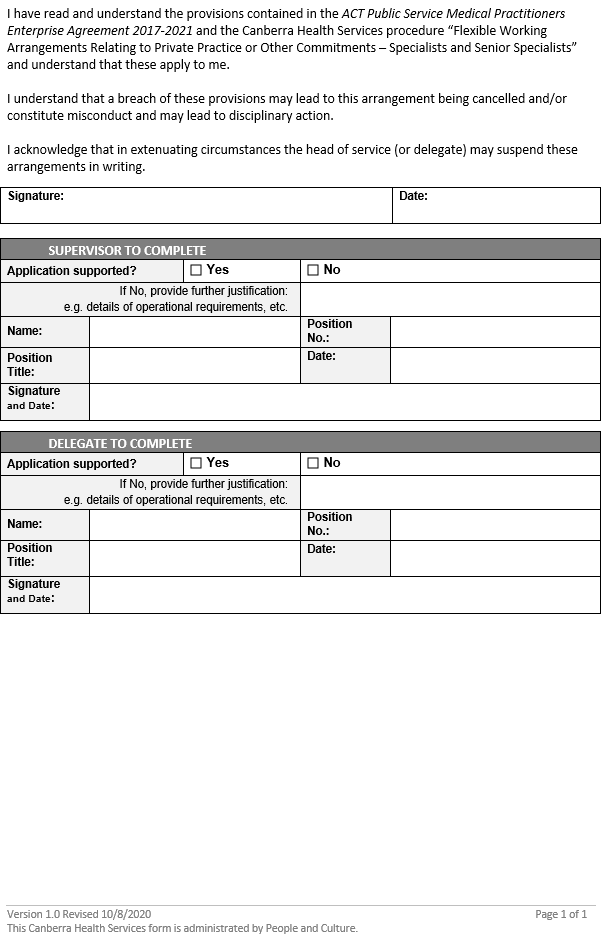 I have read and understand the provisions contained in the ACT Public Service Medical Practitioners
Enterprise Agreement 2017-2021 and the Canberra Health Services procedure “Flexible Working
Arrangements Relating to Private Practice or Other Commitments – Specialists and Senior Specialists”
and understand that these apply to me.
I understand that a breach of these provisions may lead to this arrangement being cancelled and/or
constitute misconduct and may lead to disciplinary action.
I acknowledge that in extenuating circumstances the head of service (or delegate) may suspend these
arrangements in writing.
Signature: Date:
SUPERVISOR TO COMPLETE
Application supported? ☐ Yes ☐ No
If No, provide further justification:
e.g. details of operational requirements, etc.
Name: Position
No.:
Position
Title: Date:
Signature
and Date:
DELEGATE TO COMPLETE
Application supported? ☐ Yes ☐ No
If No, provide further justification:
e.g. details of operational requirements, etc.
Name: Position
No.:
Position
Title: Date:
Signature
and Date:
Version 1.0 Revised 10/8/2020 Page 1 of 1
This Canberra Health Services form is administrated by People and Culture.